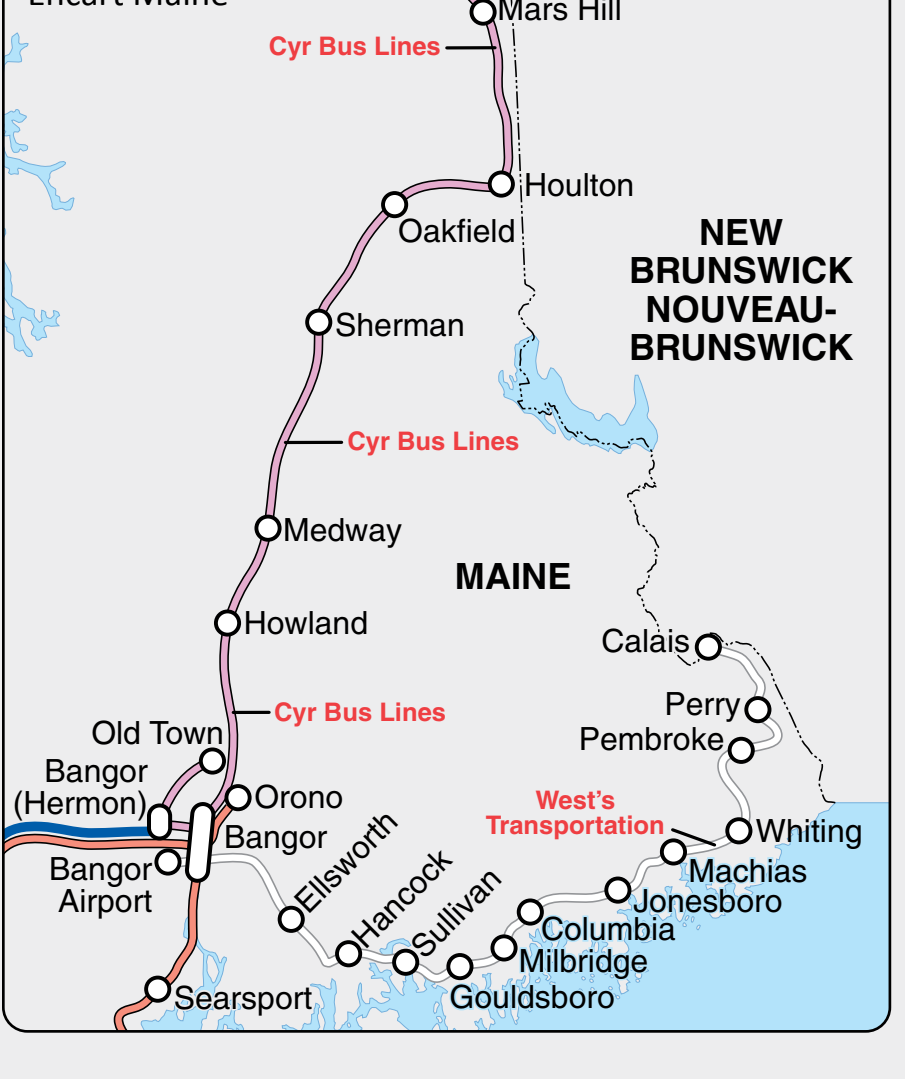 Encart Maine
Mars Hill
Cyr Bus Lines
Houlton
Oakfield
NEW
BRUNSWICK
NOUVEAU-
BRUNSWICK
Sherman
Cyr Bus Lines
Medway
MAINE
Howland
Calais
Perry
Cyr Bus Lines
Old Town
Pembroke
Bangor
(Hermon)
Orono
West's
Transportation
Bangor
Whiting
Bangor
Airport
Ellsworth
Hancock
Sullivan
Machias
Jonesboro
Columbia
Milbridge
Gouldsboro
Searsport